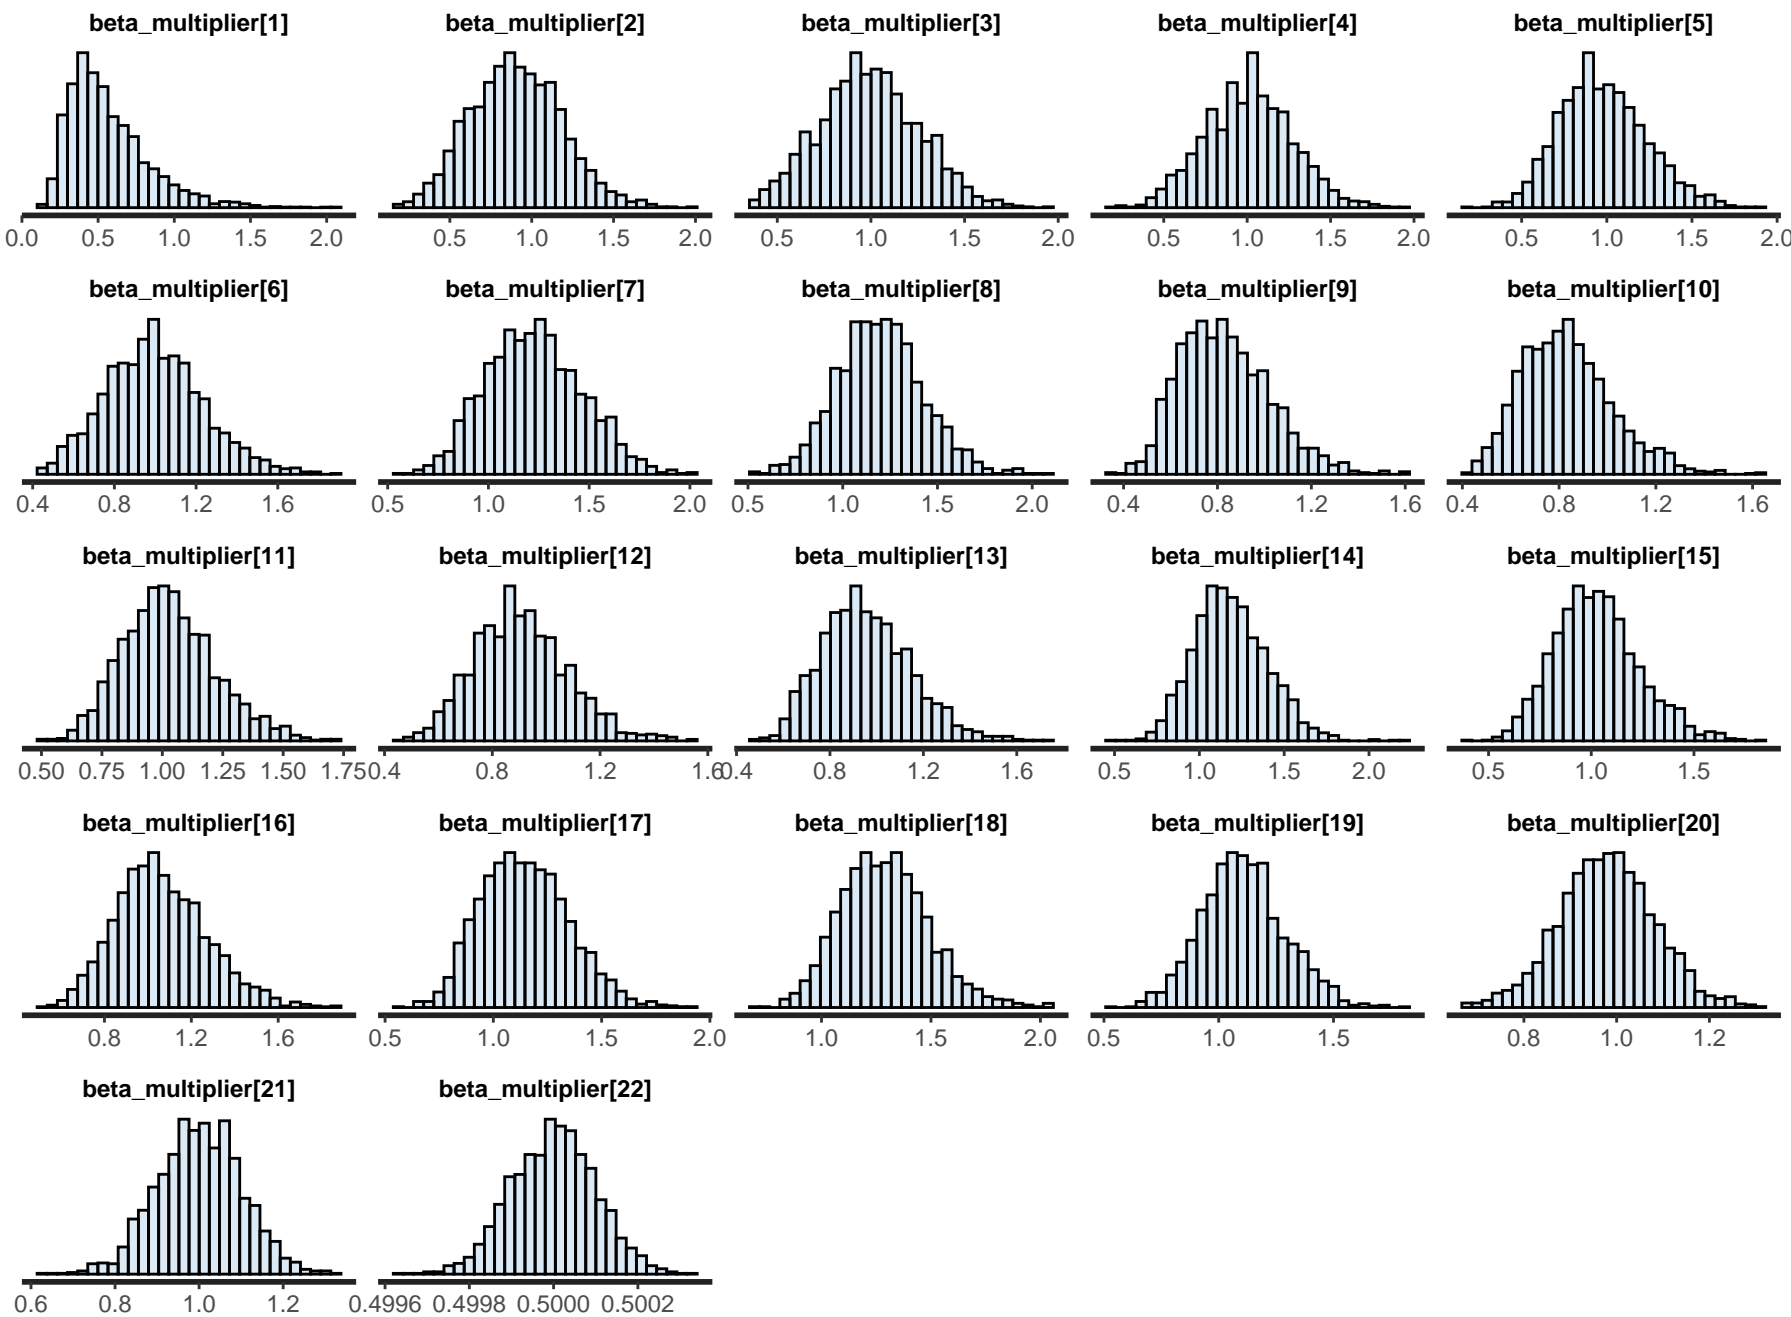 beta_multiplier[1] beta_multiplier[2] beta_multiplier[3] beta_multiplier[4] beta_multiplier[5]
0.0 0.5 1.0 1.5 2.0 0.5 1.0 1.5 2.0 0.5 1.0 1.5 2.0 0.5 1.0 1.5 2.0 0.5 1.0 1.5 2.0
beta_multiplier[6] beta_multiplier[7] beta_multiplier[8] beta_multiplier[9] beta_multiplier[10]
0.4 0.8 1.2 1.6 0.5 1.0 1.5 2.0 0.5 1.0 1.5 2.0 0.4 0.8 1.2 1.6 0.4 0.8 1.2 1.6
beta_multiplier[11] beta_multiplier[12] beta_multiplier[13] beta_multiplier[14] beta_multiplier[15]
0.50 0.75 1.00 1.25 1.50 1.75 0.4 0.8 1.2 1.6 0.4 0.8 1.2 1.6 0.5 1.0 1.5 2.0 0.5 1.0 1.5
beta_multiplier[16] beta_multiplier[17] beta_multiplier[18] beta_multiplier[19] beta_multiplier[20]
0.8 1.2 1.6 0.5 1.0 1.5 2.0 1.0 1.5 2.0 0.5 1.0 1.5 0.8 1.0 1.2
beta_multiplier[21] beta_multiplier[22]
0.6 0.8 1.0 1.2 0.4996 0.4998 0.5000 0.5002